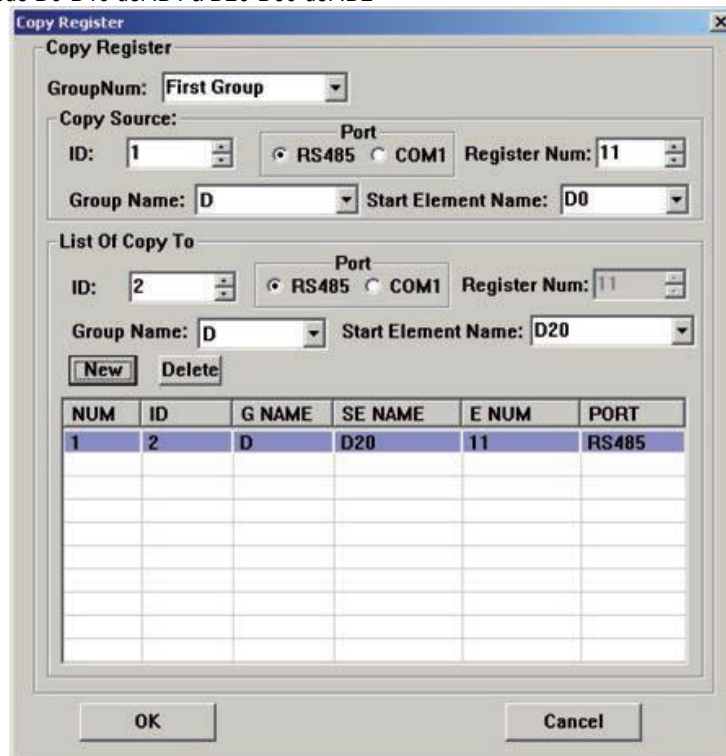 Copy Register
Copy Register
GroupNum: First Group
Copy Source:
Port
ID: 1 RS485 COM1 Register Num: 11
Group Name: D Start Element Name: D0
List Of Copy To
Port
ID: 2 RS485 COM1 Register Num: 11
Group Name: D Start Element Name: D20
New Delete
NUM ID G NAME SE NAME E NUM PORT
1 2 D D20 11 RS485
OK Cancel